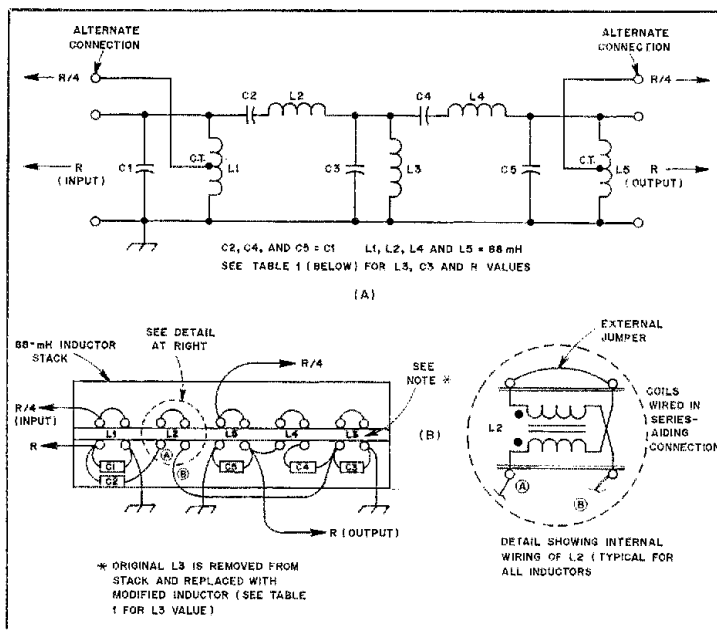 ALTERNATE
CONNECTION
ALTERNATE
CONNECTION
R/4
R/4
C2
L2
C4
L4
R
(INPUT)
C1
C.T.
L1
C3
L3
C5
C.T.
L5
R
(OUTPUT)
C2, C4, AND C5 = C1 L1, L2, L4 AND L5 = 88 mH
SEE TABLE 1 (BELOW) FOR L3, C3 AND R VALUES
(A)
88-mH INDUCTOR
STACK
SEE DETAIL
AT RIGHT
R/4
SEE
NOTE *
R/4
(INPUT)
R
L1
L2
L5
L4
L3
C1
C2
A
B
C5
C4
C3
R (OUTPUT)
(B)
* ORIGINAL L3 IS REMOVED FROM
STACK AND REPLACED WITH
MODIFIED INDUCTOR (SEE TABLE
1 FOR L3 VALUE)
EXTERNAL
JUMPER
L2
COILS
WIRED IN
SERIES-
AIDING
CONNECTION
A
B
DETAIL SHOWING INTERNAL
WIRING OF L2 (TYPICAL FOR
ALL INDUCTORS